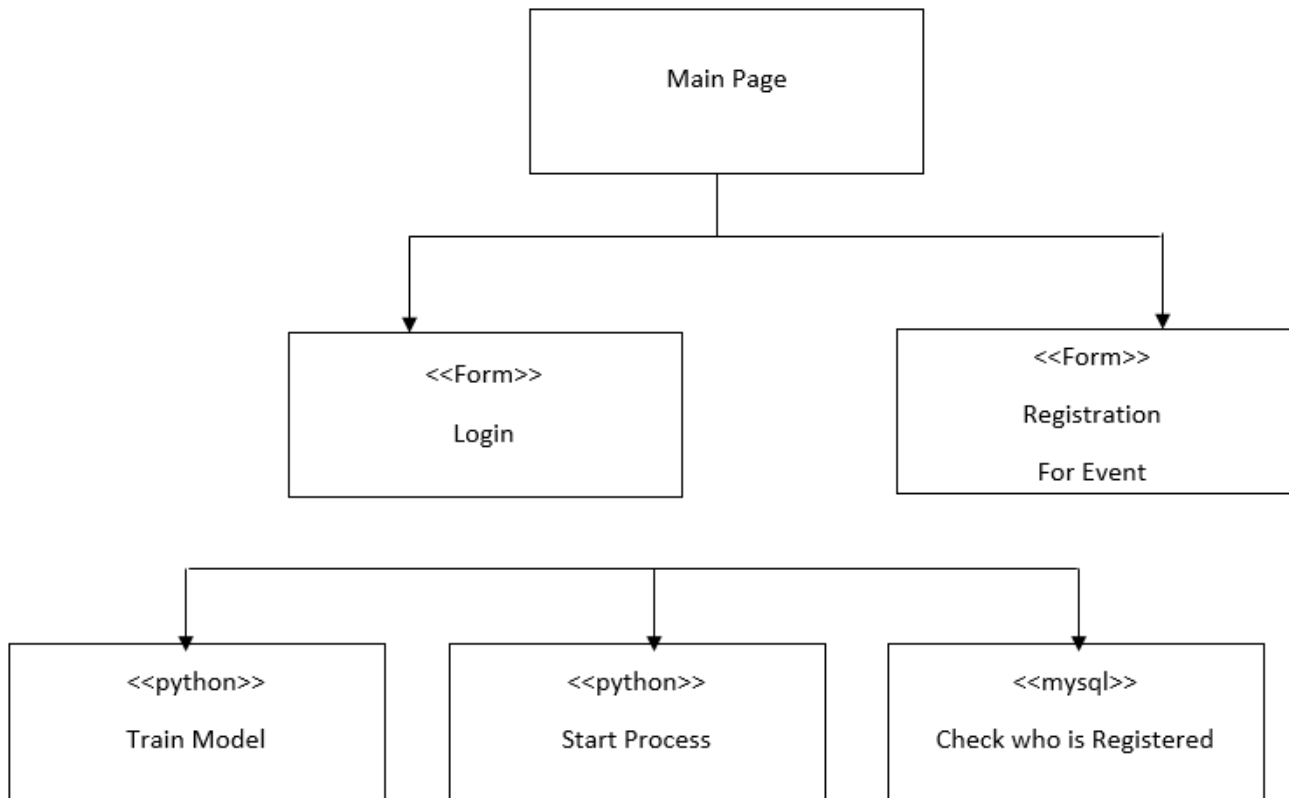 Main Page
<<Form>>
Login
<<Form>>
Registration
For Event
<<python>>
Train Model
<<python>>
Start Process
<<mysql>>
Check who is Registered